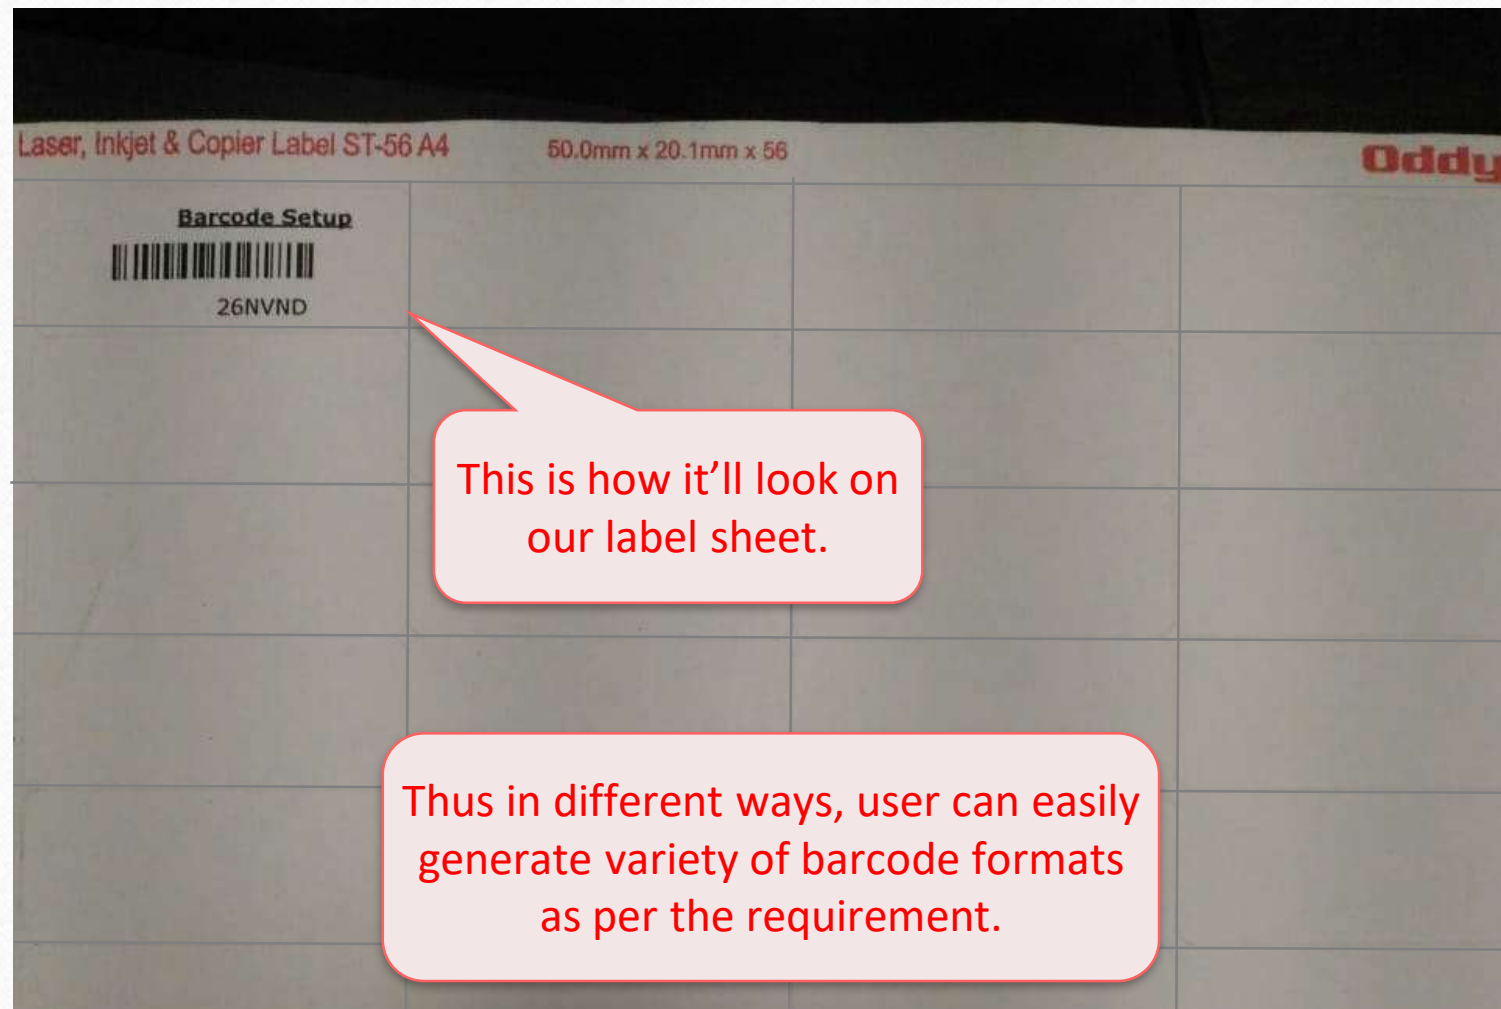 Laser, Inkjet & Copier Label ST-56 A4 50.0mm x 20.1mm x 56 Oddy
Barcode Setup
26NVND
This is how it’ll look on
our label sheet.
Thus in different ways, user can easily
generate variety of barcode formats
as per the requirement.